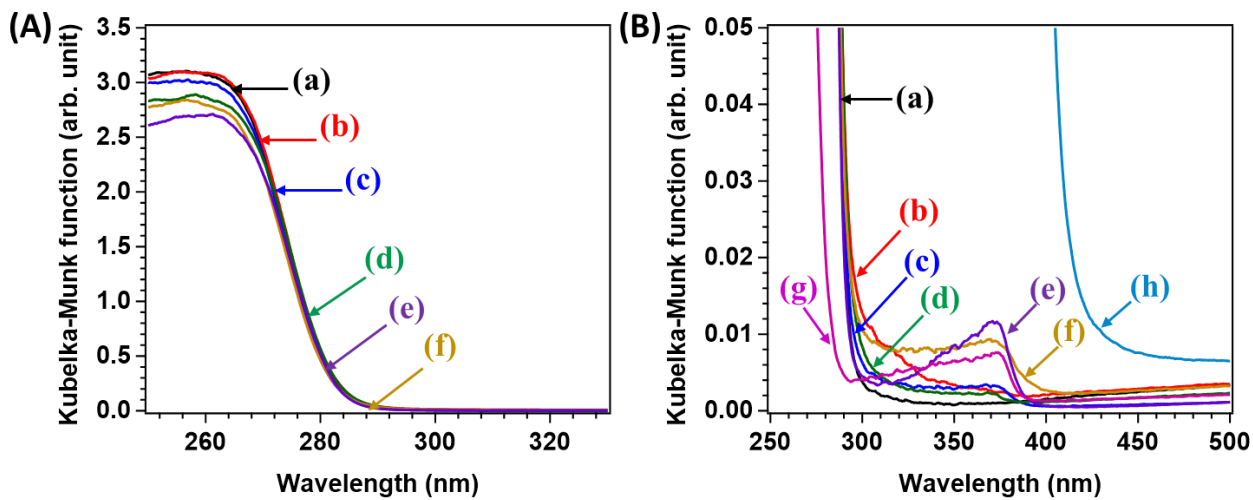 (A)
Kubelka-Munk function (arb. unit)
3.5
3.0
2.5
2.0
1.5
1.0
0.5
0.0
260
280
300
320
Wavelength (nm)
(a)
(b)
(c)
(d)
(e)
(f)
(B)
Kubelka-Munk function (arb. unit)
0.05
0.04
0.03
0.02
0.01
0.00
250
300
350
400
450
500
Wavelength (nm)
(a)
(b)
(c)
(d)
(g)
(e)
(f)
(h)